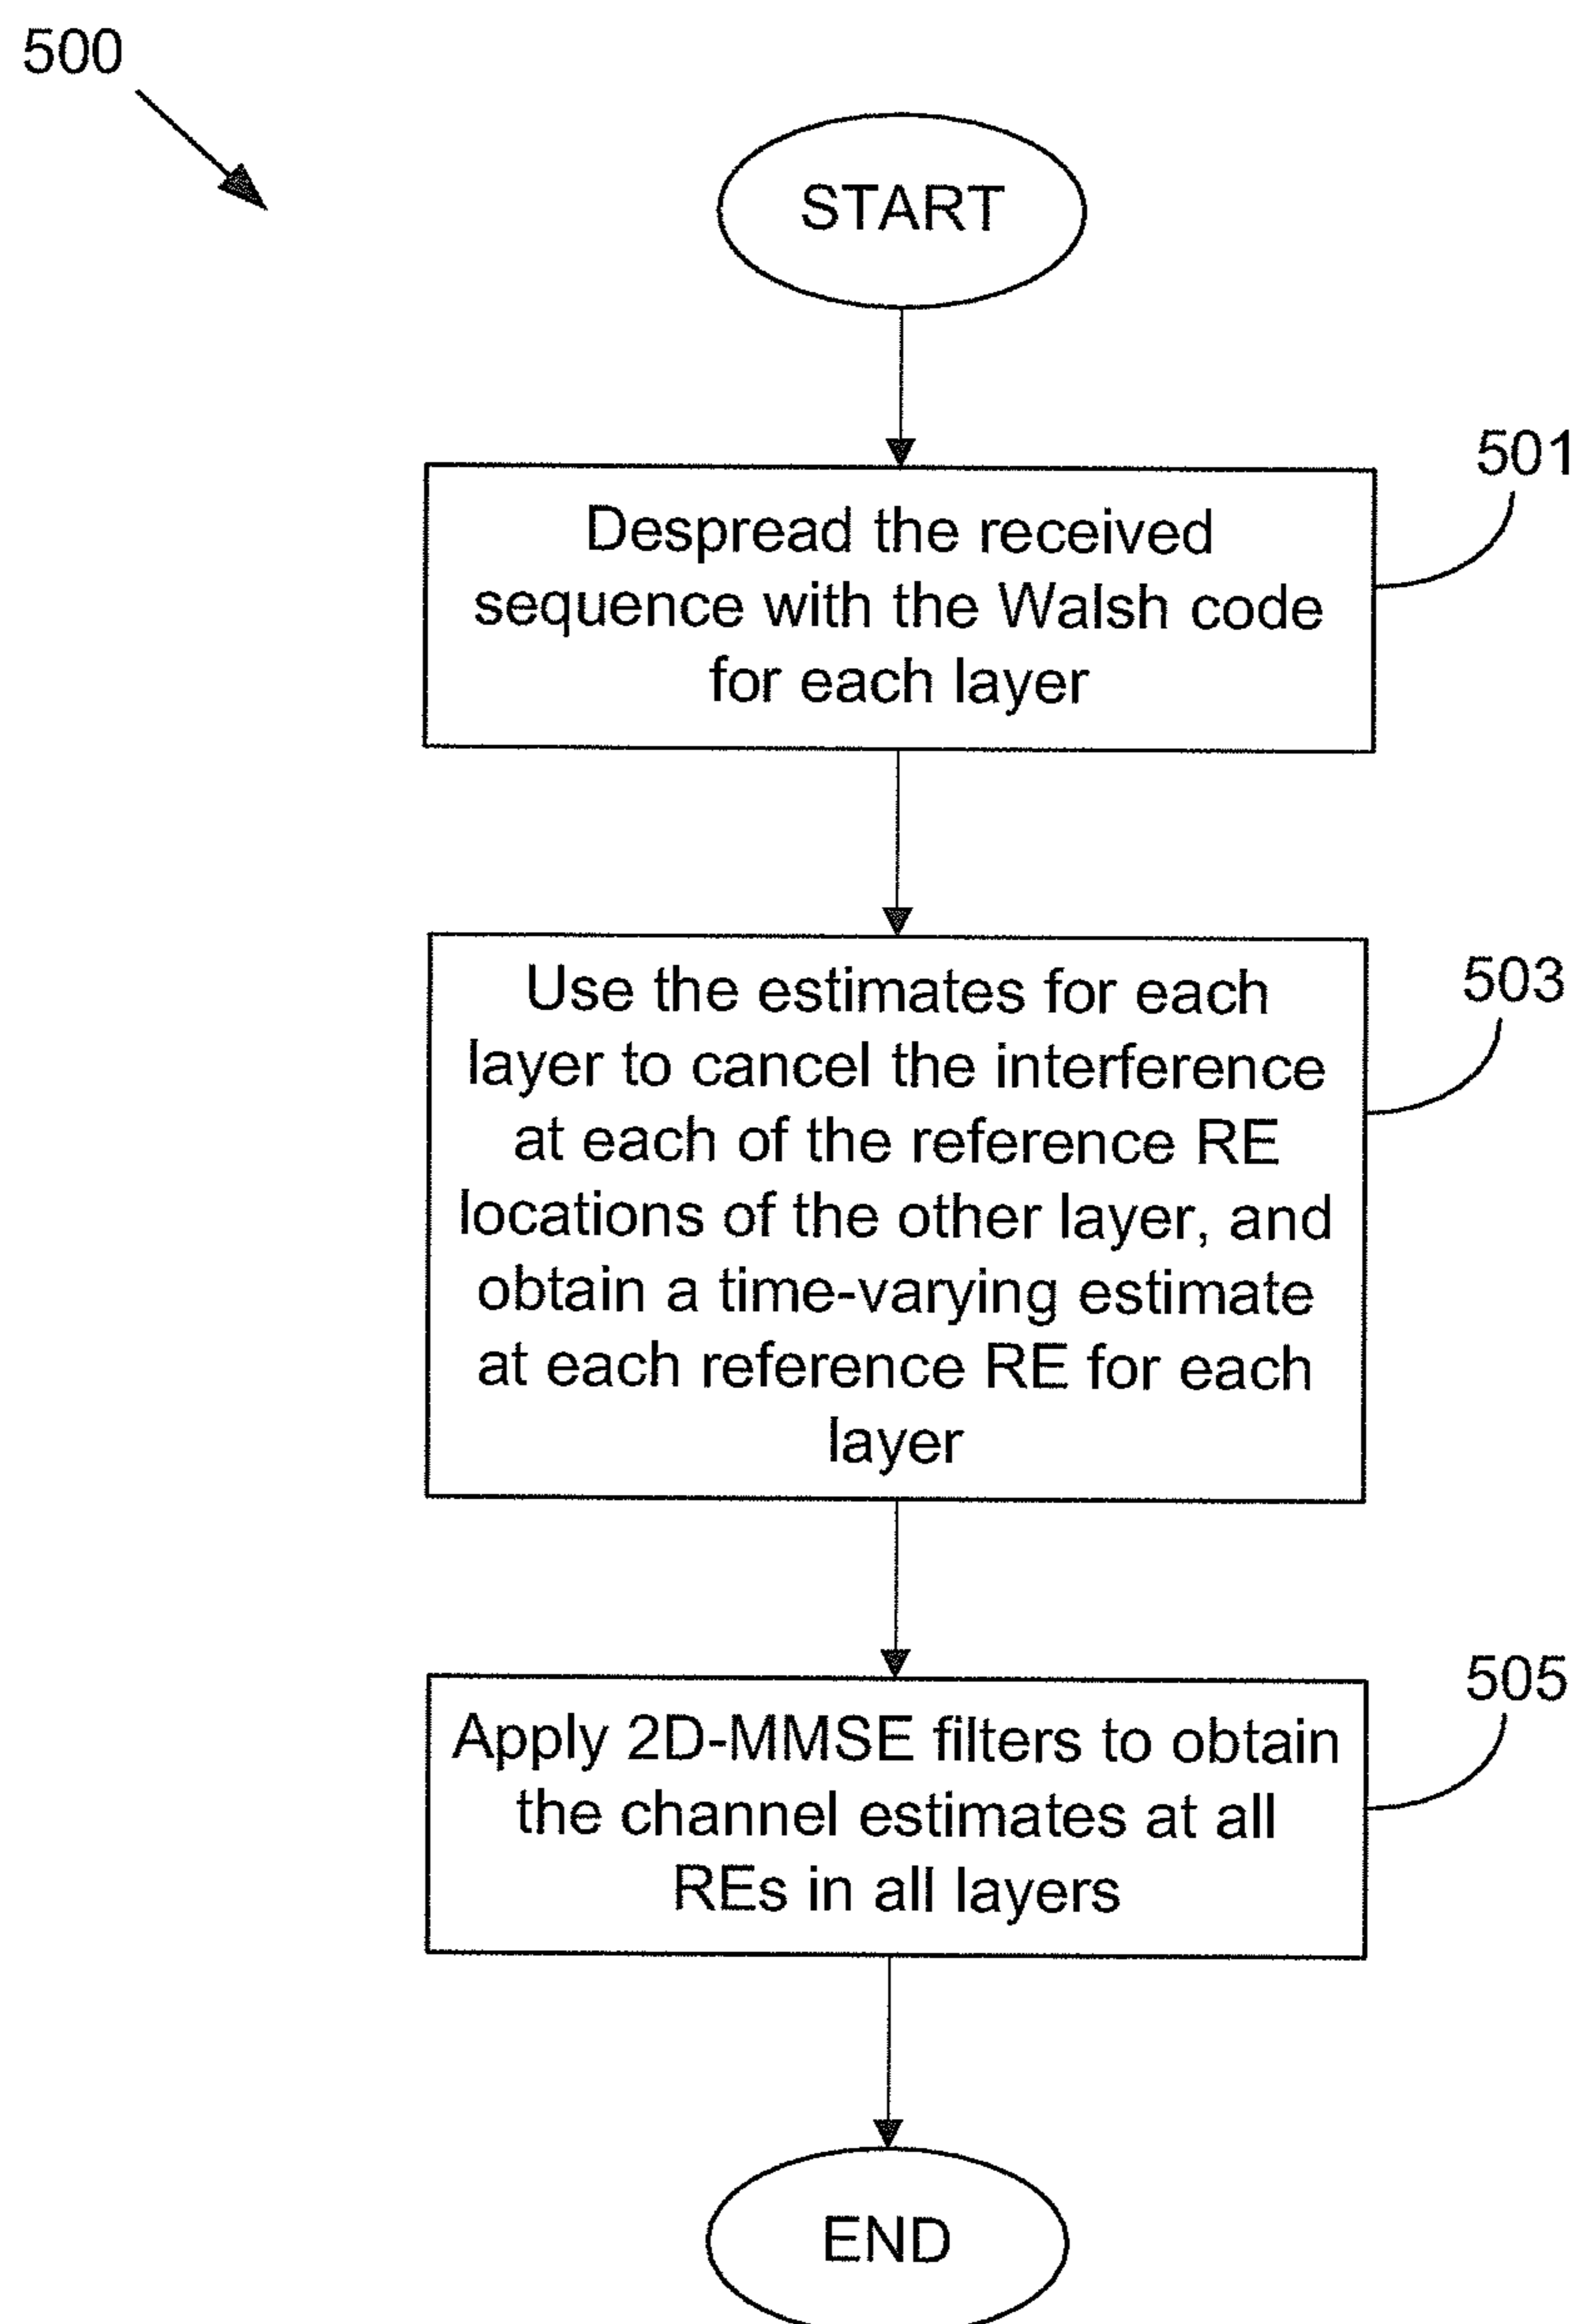 500
START
501
Despread the received
sequence with the Walsh code
for each layer
503
Use the estimates for each
layer to cancel the interference
at each of the reference RE
locations of the other layer, and
obtain a time-varying estimate
at each reference RE for each
layer
505
Apply 2D-MMSE filters to obtain
the channel estimates at all
REs in all layers
END